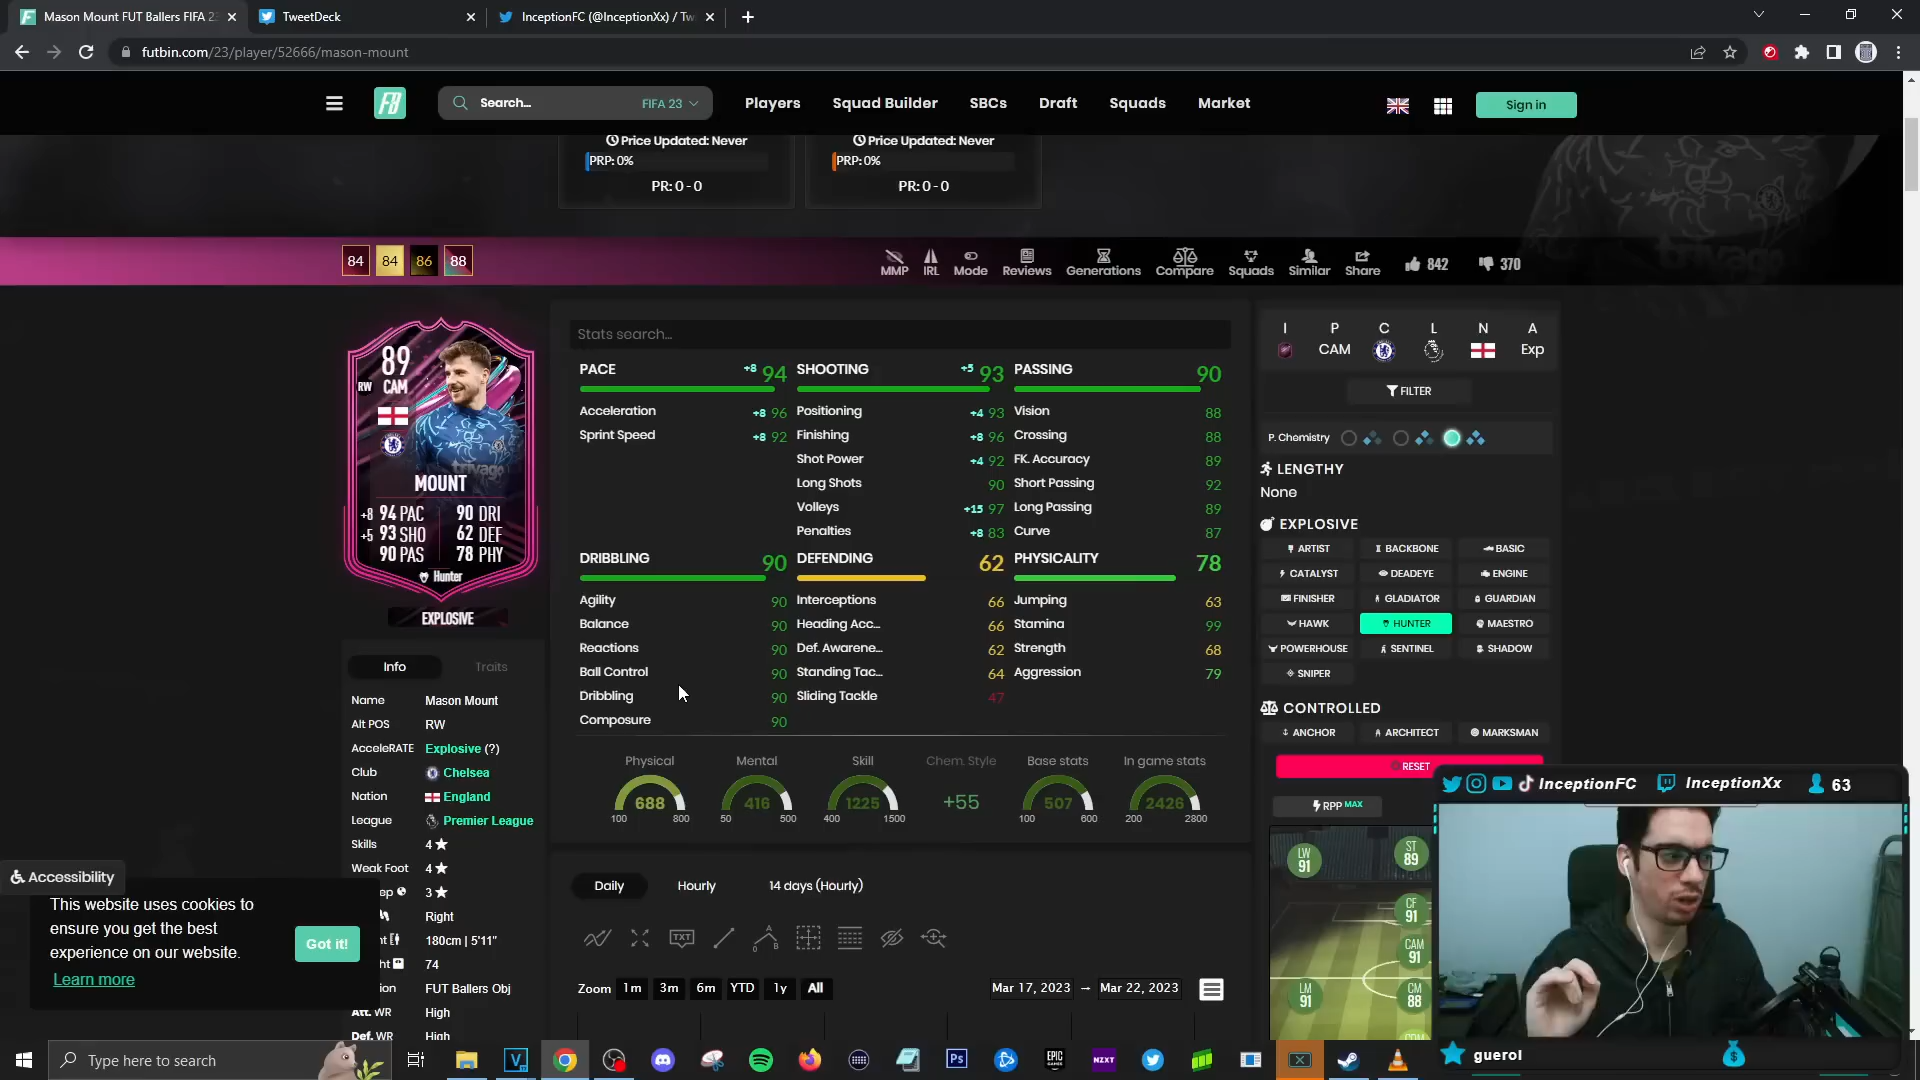 Mason Mount FUT Ballers FIFA 23
TweetDeck
InceptionFC (@InceptionXx) / Tw
futbin.com/23/player/52666/mason-mount
FB
Search...
FIFA 23
Players
Squad Builder
SBCs
Draft
Squads
Market
Sign in
Price Updated: Never
Price Updated: Never
PRP: 0%
PRP: 0%
PR: 0 - 0
PR: 0 - 0
84 84 86 88
MMP
IRL
Mode
Reviews
Generations
Compare
Squads
Similar
Share
842
370
89
RW CAM
trivago
MOUNT
+8 94 PAC 90 DRI
+5 93 SHO 62 DEF
90 PAS 78 PHY
Hunter
EXPLOSIVE
Stats search...
PACE +8 94
Acceleration +8 96
Sprint Speed +8 92
SHOOTING +5 93
Positioning +4 93
Finishing +8 96
Shot Power +4 92
Long Shots 90
Volleys +15 97
Penalties +8 83
PASSING 90
Vision 88
Crossing 88
FK. Accuracy 89
Short Passing 92
Long Passing 89
Curve 87
DRIBBLING 90
Agility 90
Balance 90
Reactions 90
Ball Control 90
Dribbling 90
Composure 90
DEFENDING 62
Interceptions 66
Heading Acc... 66
Def. Awarene... 62
Standing Tac... 64
Sliding Tackle 47
PHYSICALITY 78
Jumping 63
Stamina 99
Strength 68
Aggression 79
Physical
688
100 800
Mental
416
50 500
Skill
1225
400 1500
Chem. Style
+55
Base stats
507
100 600
In game stats
2426
200 2800
I P C L N A
CAM Exp
FILTER
P. Chemistry
LENGTHY
None
EXPLOSIVE
ARTIST BACKBONE BASIC
CATALYST DEADEYE ENGINE
FINISHER GLADIATOR GUARDIAN
HAWK HUNTER MAESTRO
POWERHOUSE SENTINEL SHADOW
SNIPER
CONTROLLED
ANCHOR ARCHITECT MARKSMAN
RESET
RPP MAX
LW
91
ST
89
CF
91
CAM
91
LM
91
CM
88
Info
Traits
Name Mason Mount
Alt POS RW
AcceleRATE Explosive (?)
Club Chelsea
Nation England
League Premier League
Skills 4
Weak Foot 4
ep 3
Right
ht 180cm | 5'11"
ht 74
ion FUT Ballers Obj
Att. WR High
Def. WR High
Accessibility
This website uses cookies to
ensure you get the best
experience on our website.
Learn more
Got it!
Daily
Hourly
14 days (Hourly)
TXT
Zoom 1m 3m 6m YTD 1y All
Mar 17, 2023 → Mar 22, 2023
InceptionFC
InceptionXx
63
guerol
Type here to search
Ps
EPIC
GAMES
NZXT